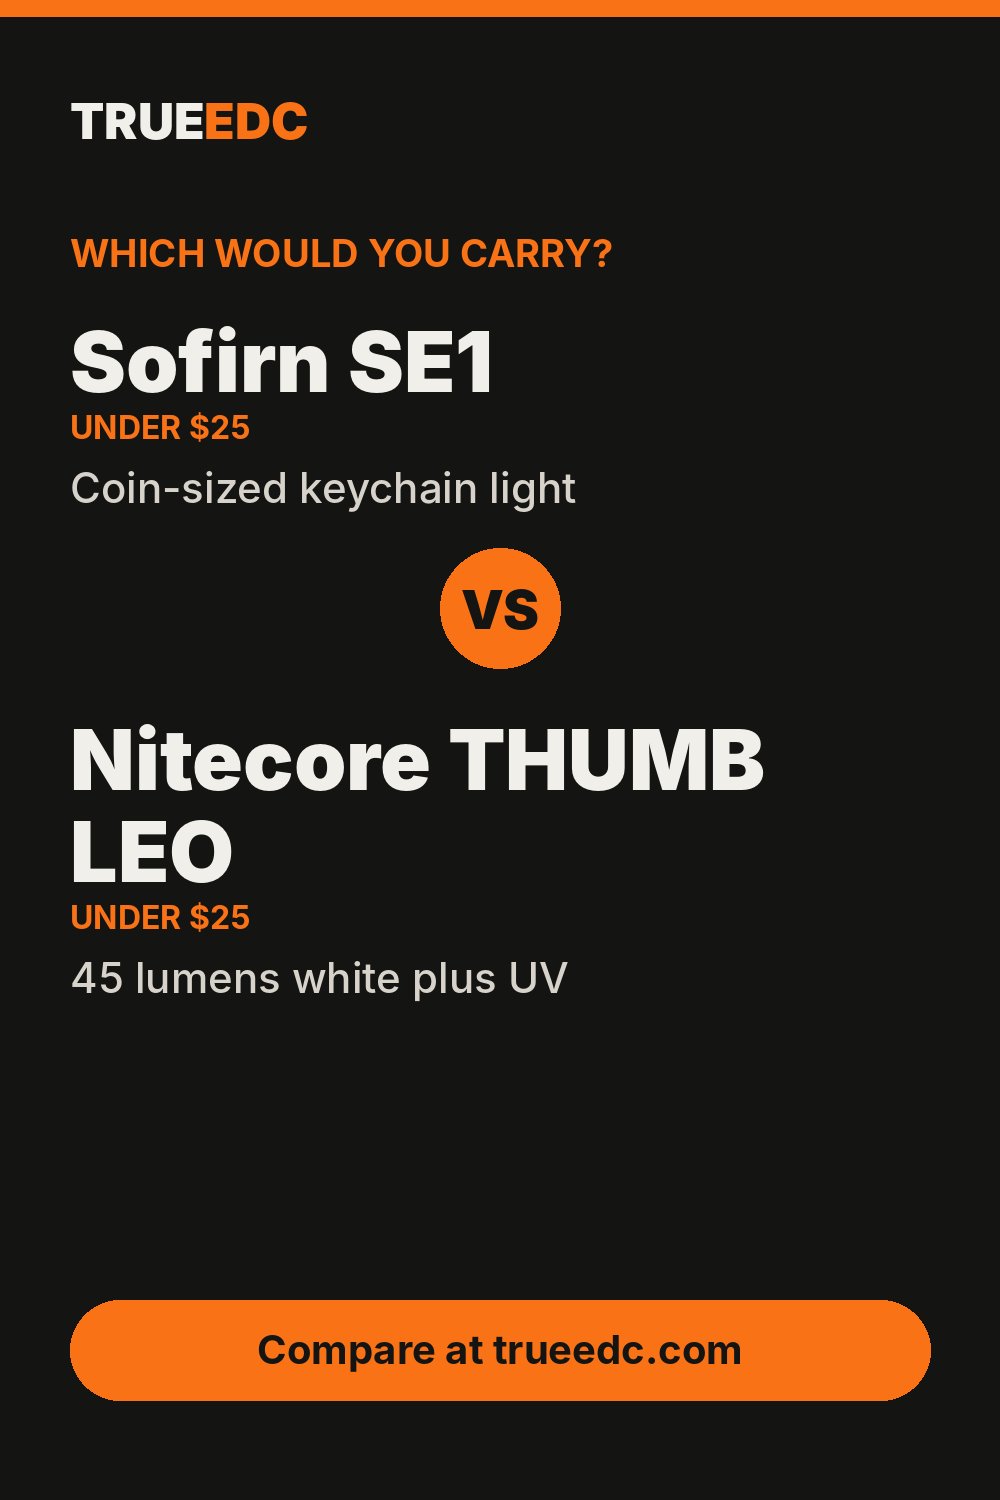 TRUEEDC
WHICH WOULD YOU CARRY?
Sofirn SE1
UNDER $25
Coin-sized keychain light
VS
Nitecore THUMB
LEO
UNDER $25
45 lumens white plus UV
Compare at trueedc.com